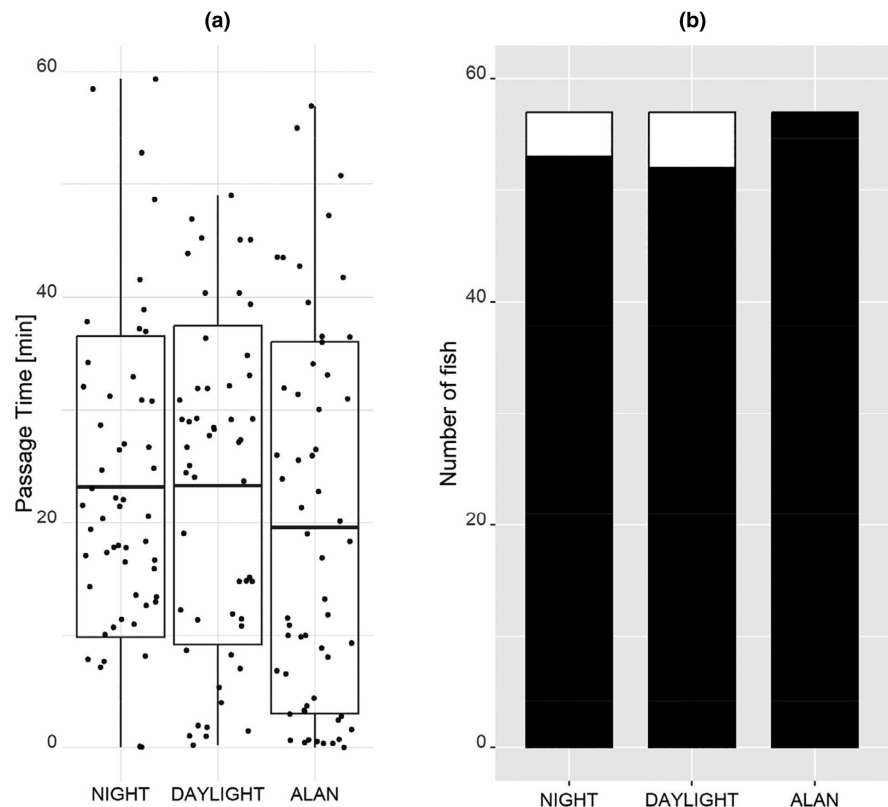 (a)
60
40
20
0
Passage Time [min]
NIGHT DAYLIGHT ALAN
(b)
60
40
20
0
Number of fish
NIGHT DAYLIGHT ALAN